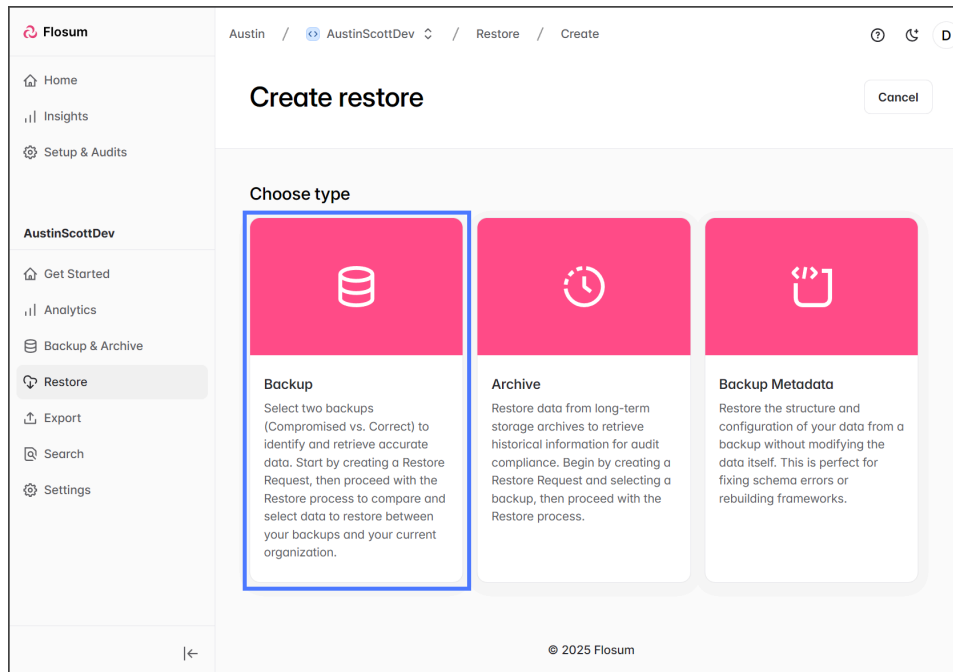 Flosum
Austin / AustinScottDev / Restore / Create
D
Home
Insights
Setup & Audits
AustinScottDev
Get Started
Analytics
Backup & Archive
Restore
Export
Search
Settings
Create restore
Cancel
Choose type
Backup
Select two backups
(Compromised vs. Correct) to
identify and retrieve accurate
data. Start by creating a Restore
Request, then proceed with the
Restore process to compare and
select data to restore between
your backups and your current
organization.
Archive
Restore data from long-term
storage archives to retrieve
historical information for audit
compliance. Begin by creating a
Restore Request and selecting a
backup, then proceed with the
Restore process.
Backup Metadata
Restore the structure and
configuration of your data from a
backup without modifying the
data itself. This is perfect for
fixing schema errors or
rebuilding frameworks.
© 2025 Flosum